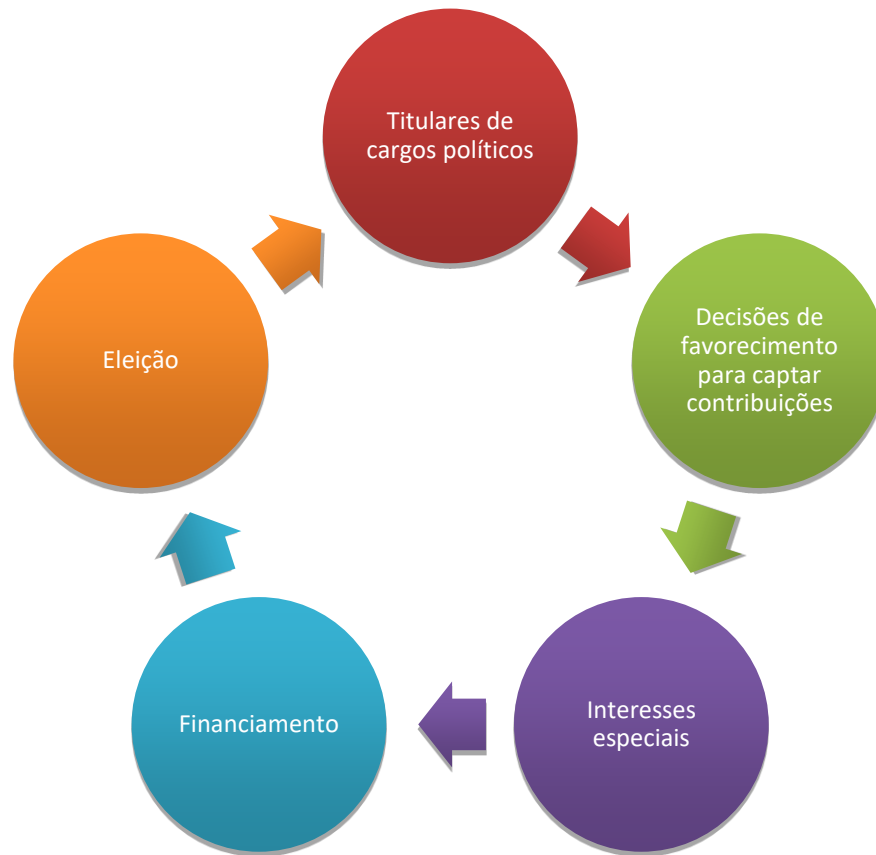 Titulares de
cargos políticos
Decisões de
favorecimento
para captar
contribuições
Interesses
especiais
Financiamento
Eleição